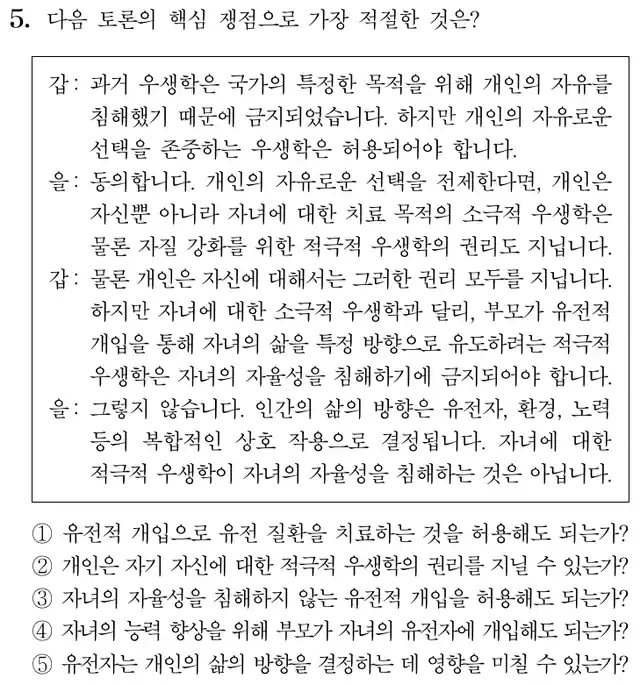 5. 다음 토론의 핵심 쟁점으로 가장 적절한 것은?
갑: 과거 우생학은 국가의 특정한 목적을 위해 개인의 자유를
침해했기 때문에 금지되었습니다. 하지만 개인의 자유로운
선택을 존중하는 우생학은 허용되어야 합니다.
을: 동의합니다. 개인의 자유로운 선택을 전제한다면, 개인은
자신뿐 아니라 자녀에 대한 치료 목적의 소극적 우생학은
물론 자질 강화를 위한 적극적 우생학의 권리도 지닙니다.
갑: 물론 개인은 자신에 대해서는 그러한 권리 모두를 지닙니다.
하지만 자녀에 대한 소극적 우생학과 달리, 부모가 유전적
개입을 통해 자녀의 삶을 특정 방향으로 유도하려는 적극적
우생학은 자녀의 자율성을 침해하기에 금지되어야 합니다.
을: 그렇지 않습니다. 인간의 삶의 방향은 유전자, 환경, 노력
등의 복합적인 상호 작용으로 결정됩니다. 자녀에 대한
적극적 우생학이 자녀의 자율성을 침해하는 것은 아닙니다.
① 유전적 개입으로 유전 질환을 치료하는 것을 허용해도 되는가?
② 개인은 자기 자신에 대한 적극적 우생학의 권리를 지닐 수 있는가?
③ 자녀의 자율성을 침해하지 않는 유전적 개입을 허용해도 되는가?
④ 자녀의 능력 향상을 위해 부모가 자녀의 유전자에 개입해도 되는가?
⑤ 유전자는 개인의 삶의 방향을 결정하는 데 영향을 미칠 수 있는가?